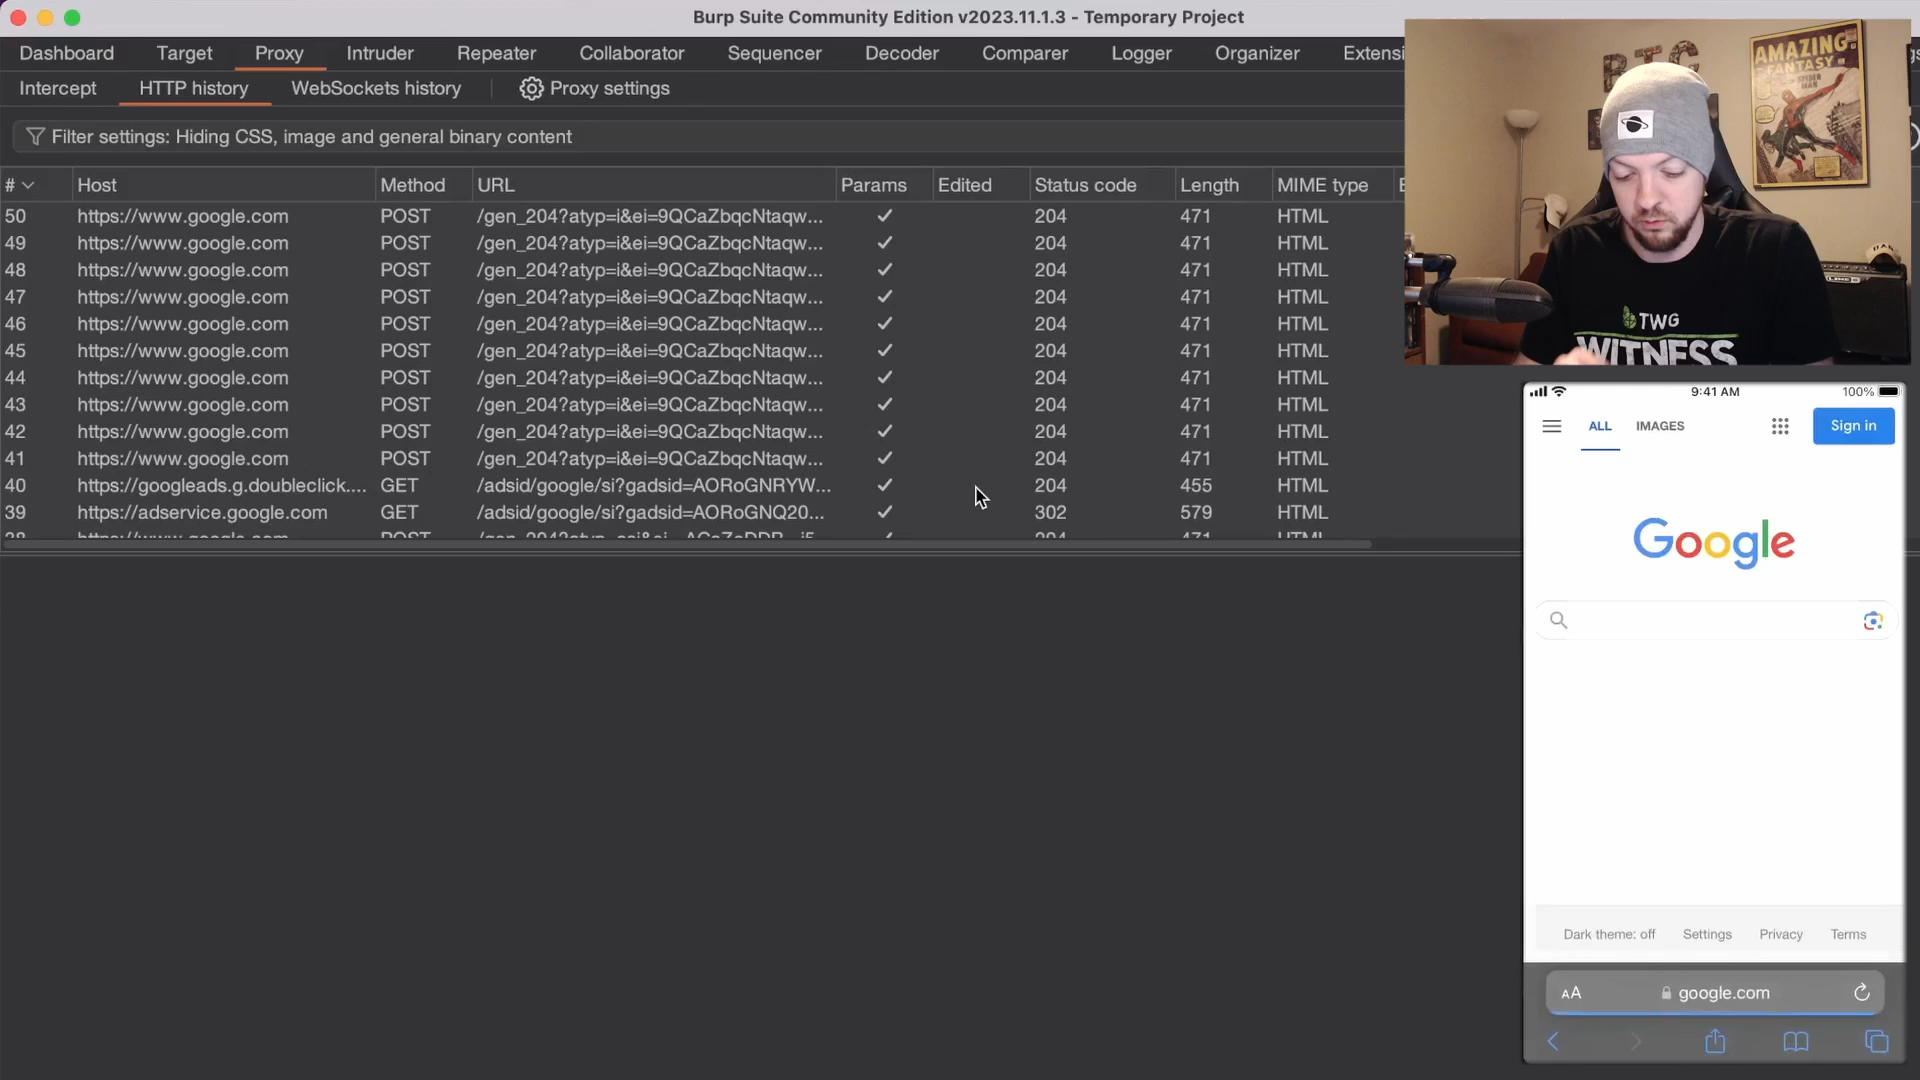 Burp Suite Community Edition v2023.11.1.3 - Temporary Project
Dashboard Target Proxy Intruder Repeater Collaborator Sequencer Decoder Comparer Logger Organizer Extensi
Intercept HTTP history WebSockets history Proxy settings
Filter settings: Hiding CSS, image and general binary content
# Host Method URL Params Edited Status code Length MIME type
50 https://www.google.com POST /gen_204?atyp=i&ei=9QCaZbqcNtaqw... ✓ 204 471 HTML
49 https://www.google.com POST /gen_204?atyp=i&ei=9QCaZbqcNtaqw... ✓ 204 471 HTML
48 https://www.google.com POST /gen_204?atyp=i&ei=9QCaZbqcNtaqw... ✓ 204 471 HTML
47 https://www.google.com POST /gen_204?atyp=i&ei=9QCaZbqcNtaqw... ✓ 204 471 HTML
46 https://www.google.com POST /gen_204?atyp=i&ei=9QCaZbqcNtaqw... ✓ 204 471 HTML
45 https://www.google.com POST /gen_204?atyp=i&ei=9QCaZbqcNtaqw... ✓ 204 471 HTML
44 https://www.google.com POST /gen_204?atyp=i&ei=9QCaZbqcNtaqw... ✓ 204 471 HTML
43 https://www.google.com POST /gen_204?atyp=i&ei=9QCaZbqcNtaqw... ✓ 204 471 HTML
42 https://www.google.com POST /gen_204?atyp=i&ei=9QCaZbqcNtaqw... ✓ 204 471 HTML
41 https://www.google.com POST /gen_204?atyp=i&ei=9QCaZbqcNtaqw... ✓ 204 471 HTML
40 https://googleads.g.doubleclick.... GET /adsid/google/si?gadsid=AORoGNRYW... ✓ 204 455 HTML
39 https://adservice.google.com GET /adsid/google/si?gadsid=AORoGNQ20... ✓ 302 579 HTML
BTC
AMAZING
FANTASY
TWG
WITNESS
9:41 AM 100%
ALL IMAGES Sign in
Google
Dark theme: off Settings Privacy Terms
AA google.com